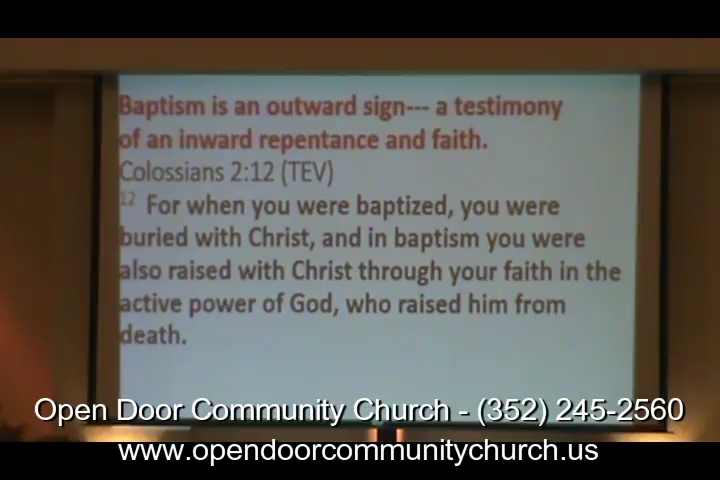 Baptism is an outward sign--- a testimony
of an inward repentance and faith.
Colossians 2:12 (TEV)
12 For when you were baptized, you were
buried with Christ, and in baptism you were
also raised with Christ through your faith in the
active power of God, who raised him from
death.
Open Door Community Church - (352) 245-2560
www.opendoorcommunitychurch.us